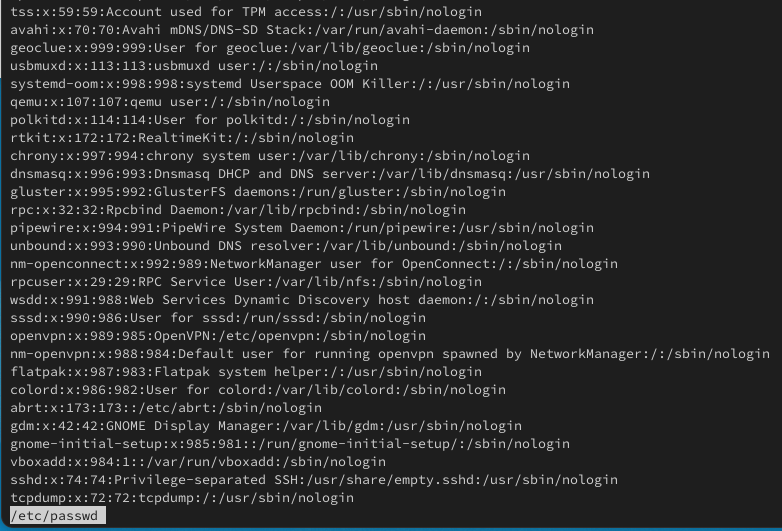 tss:x:59:59:Account used for TPM access:/:/usr/sbin/nologin
avahi:x:70:70:Avahi mDNS/DNS-SD Stack:/var/run/avahi-daemon:/sbin/nologin
geoclue:x:999:999:User for geoclue:/var/lib/geoclue:/sbin/nologin
usbmuxd:x:113:113:usbmuxd user:/:/sbin/nologin
systemd-oom:x:998:998:systemd Userspace OOM Killer:/:/usr/sbin/nologin
qemu:x:107:107:qemu user:/:/sbin/nologin
polkitd:x:114:114:User for polkitd:/:/sbin/nologin
rtkit:x:172:172:RealtimeKit:/:/sbin/nologin
chrony:x:997:994:chrony system user:/var/lib/chrony:/sbin/nologin
dnsmasq:x:996:993:Dnsmasq DHCP and DNS server:/var/lib/dnsmasq:/usr/sbin/nologin
gluster:x:995:992:GlusterFS daemons:/run/gluster:/sbin/nologin
rpc:x:32:32:Rpcbind Daemon:/var/lib/rpcbind:/sbin/nologin
pipewire:x:994:991:PipeWire System Daemon:/run/pipewire:/usr/sbin/nologin
unbound:x:993:990:Unbound DNS resolver:/var/lib/unbound:/sbin/nologin
nm-openconnect:x:992:989:NetworkManager user for OpenConnect:/:/sbin/nologin
rpcuser:x:29:29:RPC Service User:/var/lib/nfs:/sbin/nologin
wsdd:x:991:988:Web Services Dynamic Discovery host daemon:/:/sbin/nologin
sssd:x:990:986:User for sssd:/run/sssd:/sbin/nologin
openvpn:x:989:985:OpenVPN:/etc/openvpn:/sbin/nologin
nm-openvpn:x:988:984:Default user for running openvpn spawned by NetworkManager:/:/sbin/nologin
flatpak:x:987:983:Flatpak system helper:/:/usr/sbin/nologin
colord:x:986:982:User for colord:/var/lib/colord:/sbin/nologin
abrt:x:173:173::/etc/abrt:/sbin/nologin
gdm:x:42:42:GNOME Display Manager:/var/lib/gdm:/usr/sbin/nologin
gnome-initial-setup:x:985:981::/run/gnome-initial-setup/:/sbin/nologin
vboxadd:x:984:1::/var/run/vboxadd:/sbin/nologin
sshd:x:74:74:Privilege-separated SSH:/usr/share/empty.sshd:/usr/sbin/nologin
tcpdump:x:72:72:tcpdump:/:/usr/sbin/nologin
/etc/passwd